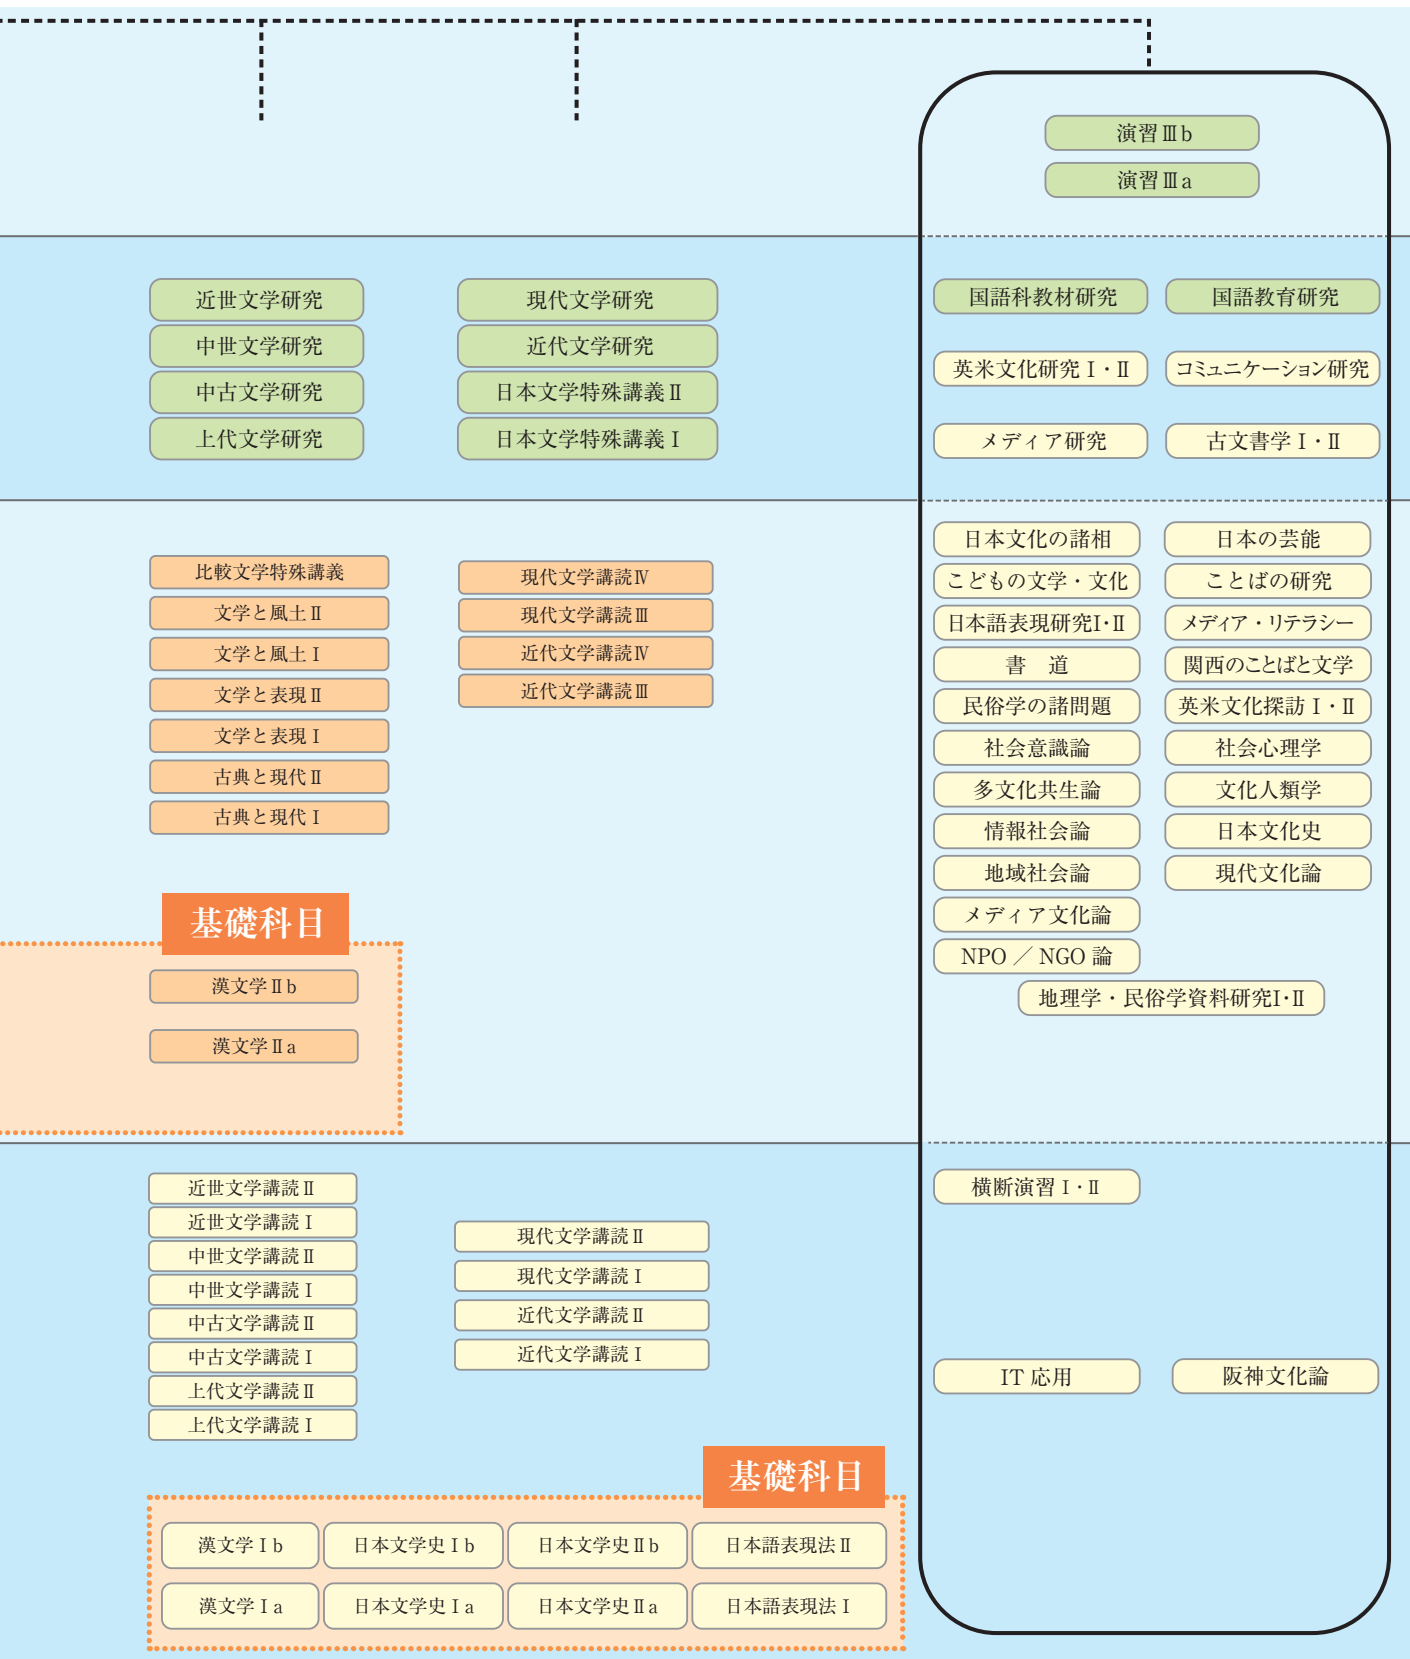 演習Ⅲb
演習Ⅲa
近世文学研究
中世文学研究
中古文学研究
上代文学研究
現代文学研究
近代文学研究
日本文学特殊講義Ⅱ
日本文学特殊講義Ⅰ
国語科教材研究
国語教育研究
英米文化研究Ⅰ・Ⅱ
コミュニケーション研究
メディア研究
古文書学Ⅰ・Ⅱ
比較文学特殊講義
文学と風土Ⅱ
文学と風土Ⅰ
文学と表現Ⅱ
文学と表現Ⅰ
古典と現代Ⅱ
古典と現代Ⅰ
現代文学講読Ⅳ
現代文学講読Ⅲ
近代文学講読Ⅳ
近代文学講読Ⅲ
日本文化の諸相
日本の芸能
こどもの文学・文化
ことばの研究
日本語表現研究Ⅰ・Ⅱ
メディア・リテラシー
書　道
関西のことばと文学
民俗学の諸問題
英米文化探訪Ⅰ・Ⅱ
社会意識論
社会心理学
多文化共生論
文化人類学
情報社会論
日本文化史
地域社会論
現代文化論
メディア文化論
NPO／NGO論
地理学・民俗学資料研究Ⅰ・Ⅱ
基礎科目
漢文学Ⅱb
漢文学Ⅱa
近世文学講読Ⅱ
近世文学講読Ⅰ
中世文学講読Ⅱ
中世文学講読Ⅰ
中古文学講読Ⅱ
中古文学講読Ⅰ
上代文学講読Ⅱ
上代文学講読Ⅰ
現代文学講読Ⅱ
現代文学講読Ⅰ
近代文学講読Ⅱ
近代文学講読Ⅰ
横断演習Ⅰ・Ⅱ
IT応用
阪神文化論
基礎科目
漢文学Ⅰb
日本文学史Ⅰb
日本文学史Ⅱb
日本語表現法Ⅱ
漢文学Ⅰa
日本文学史Ⅰa
日本文学史Ⅱa
日本語表現法Ⅰ